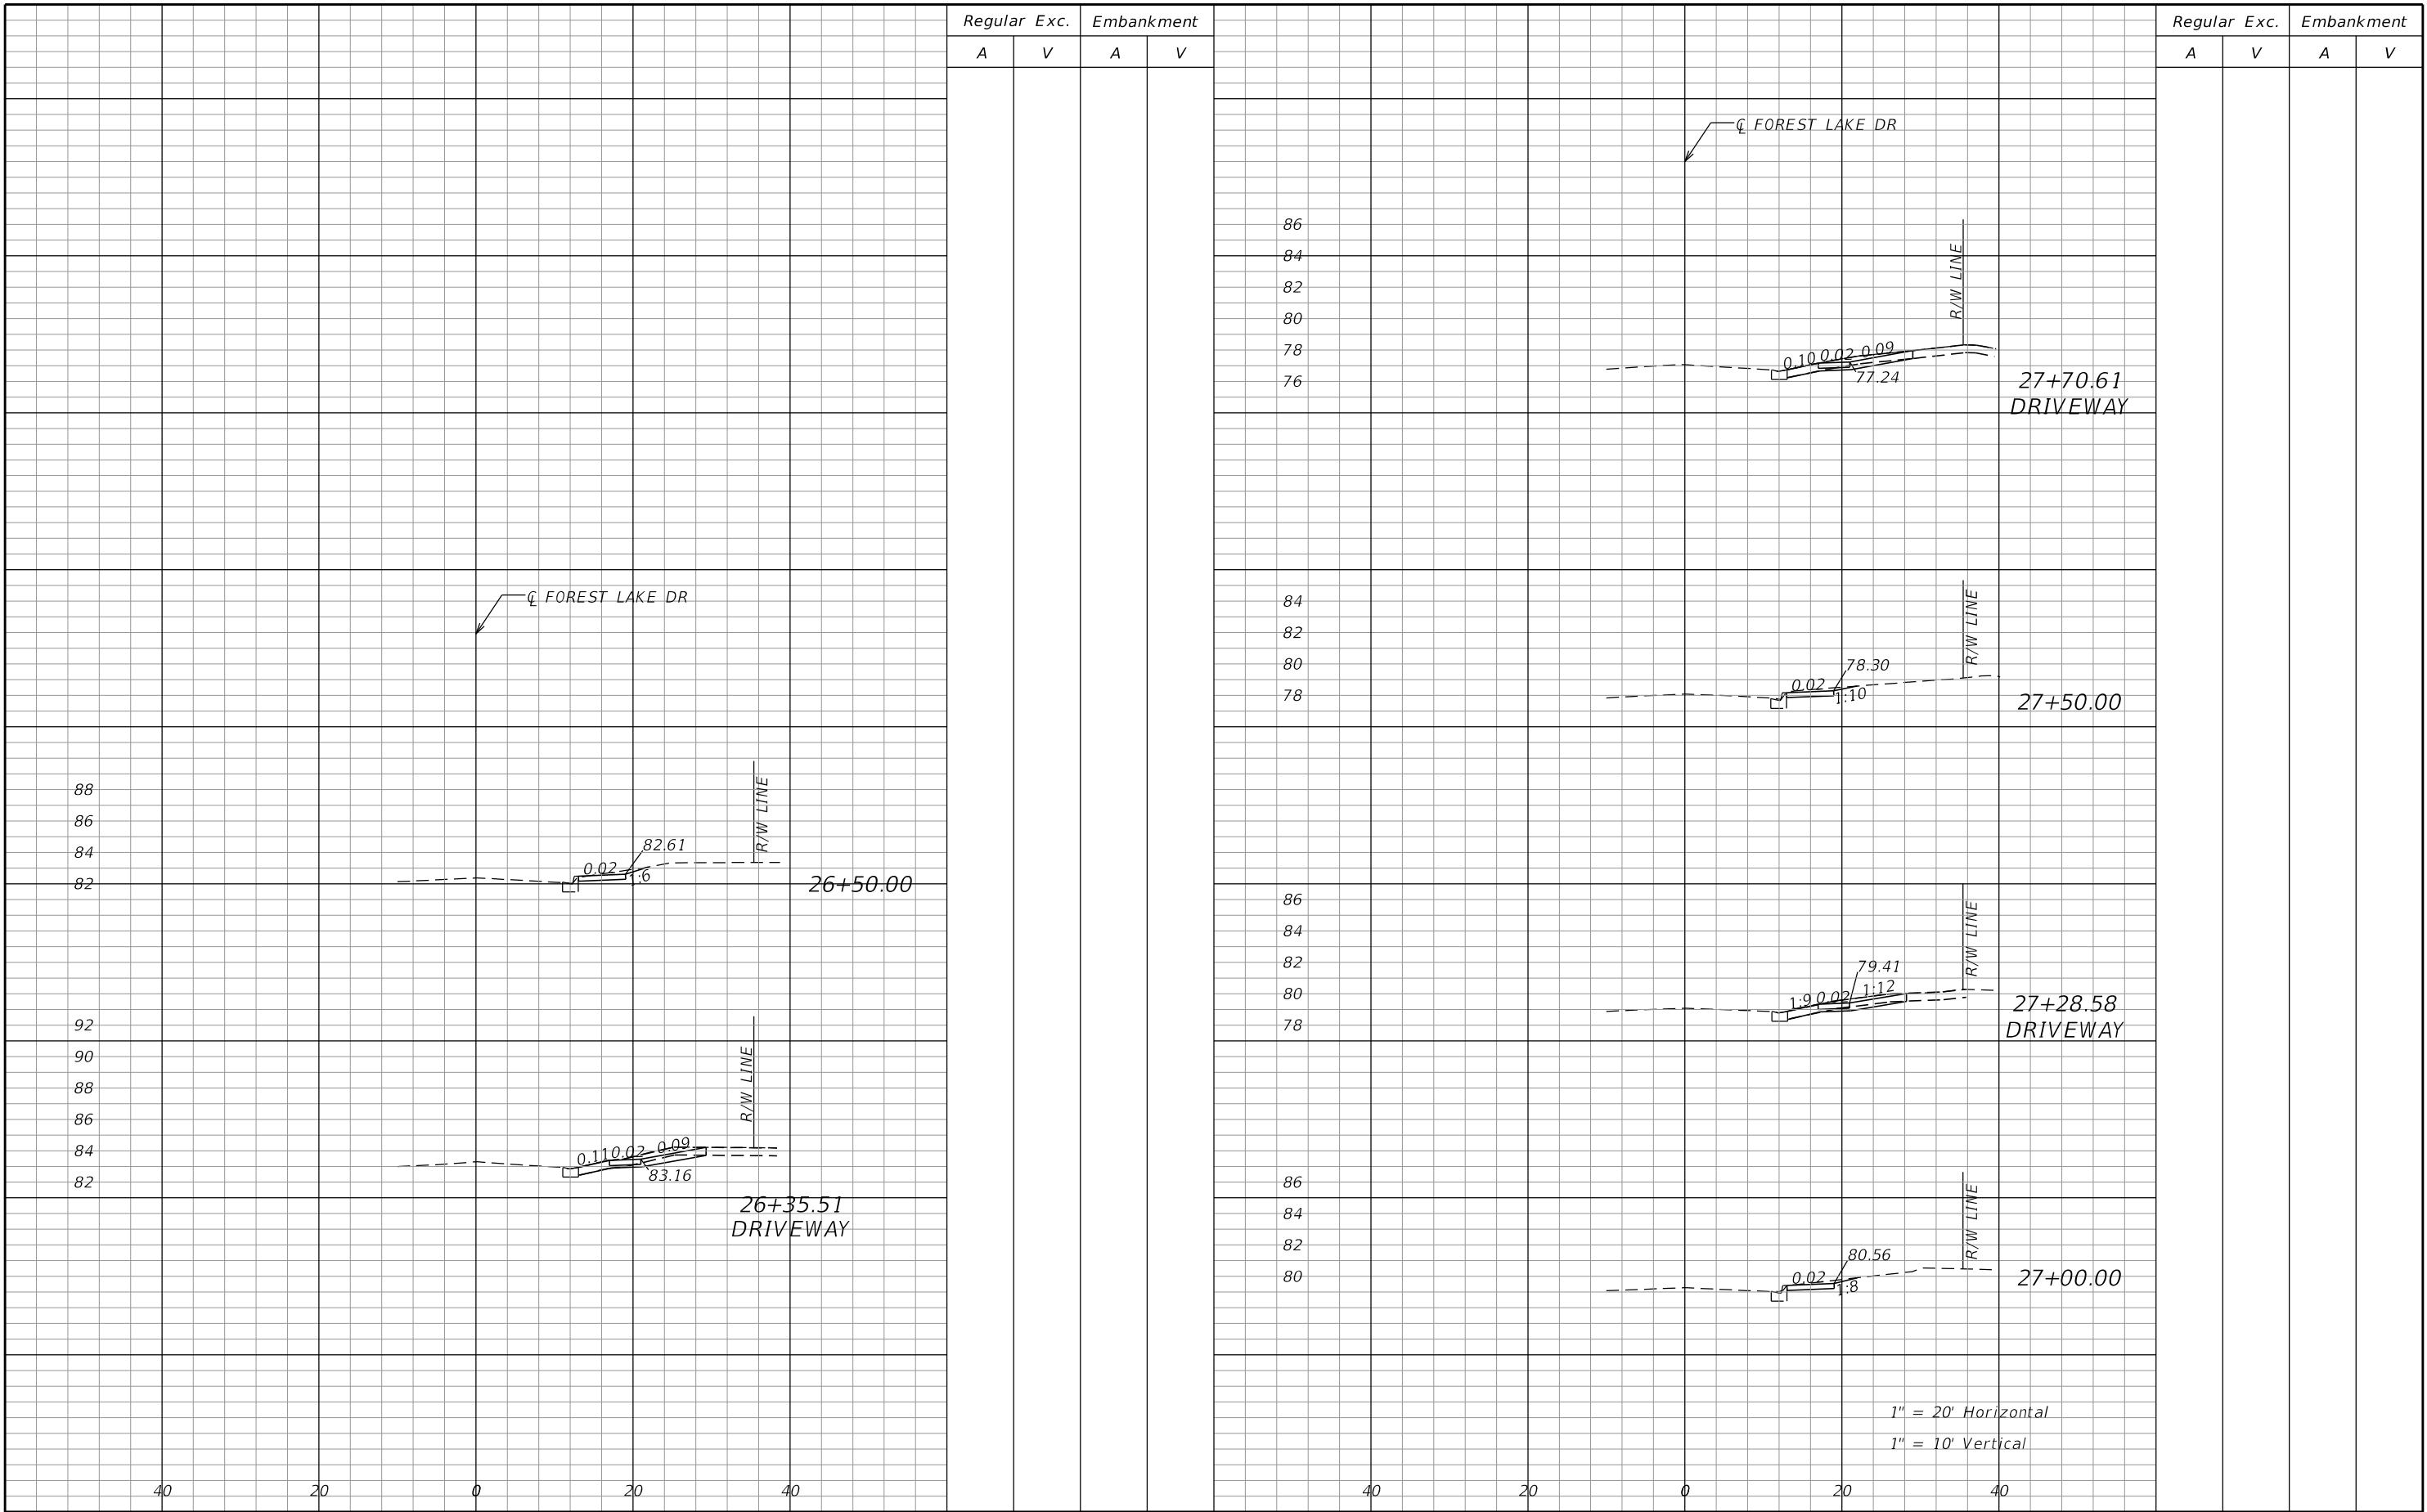 Regular Exc. Embankment
A V A V
℄ FOREST LAKE DR
88
86
84
82
R/W LINE
82.61
0.02
1:6
26+50.00
92
90
88
86
84
82
R/W LINE
0.11 0.02 0.09
83.16
26+35.51
DRIVEWAY
40 20 0 20 40
Regular Exc. Embankment
A V A V
℄ FOREST LAKE DR
86
84
82
80
78
76
R/W LINE
0.10 0.02 0.09
77.24
27+70.61
DRIVEWAY
84
82
80
78
R/W LINE
78.30
0.02
1:10
27+50.00
86
84
82
80
78
R/W LINE
79.41
1:9 0.02 1:12
27+28.58
DRIVEWAY
86
84
82
80
R/W LINE
80.56
0.02
1:8
27+00.00
1" = 20' Horizontal
1" = 10' Vertical
40 20 0 20 40